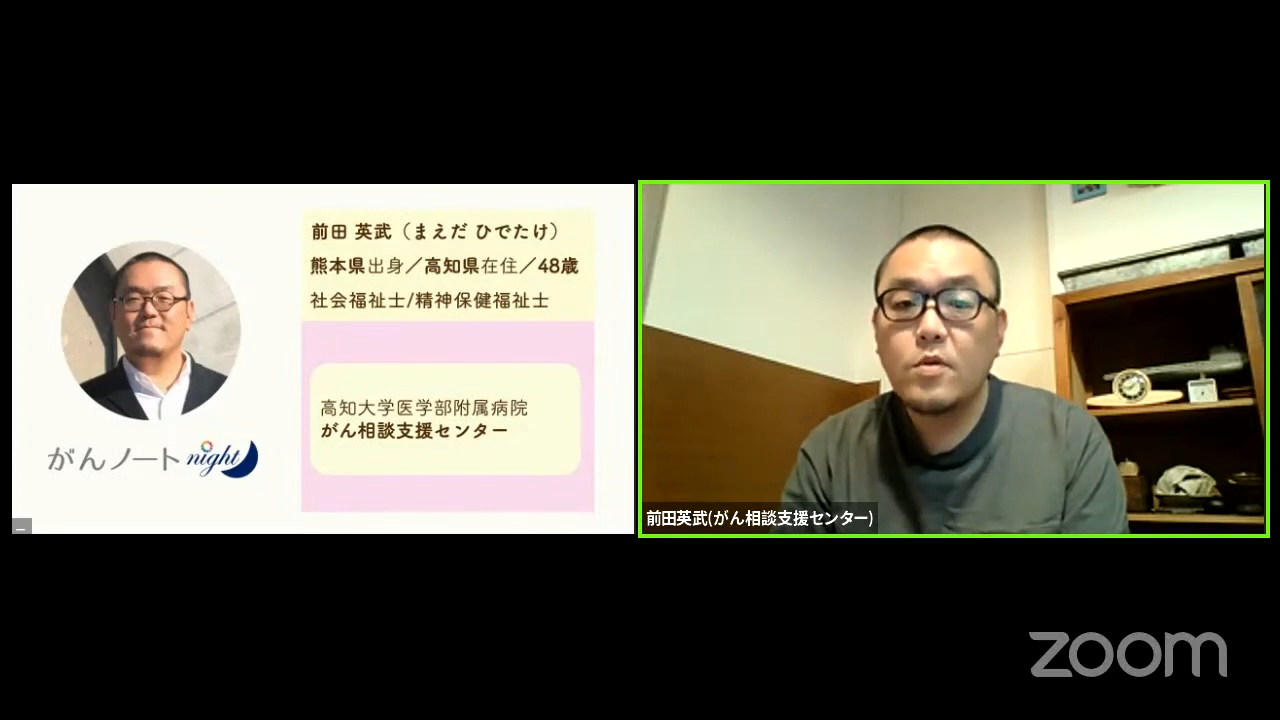 前田 英武（まえだ ひでたけ）
熊本県出身／高知県在住／48歳
社会福祉士/精神保健福祉士
高知大学医学部附属病院
がん相談支援センター
がんノート night
前田英武(がん相談支援センター)
zoom